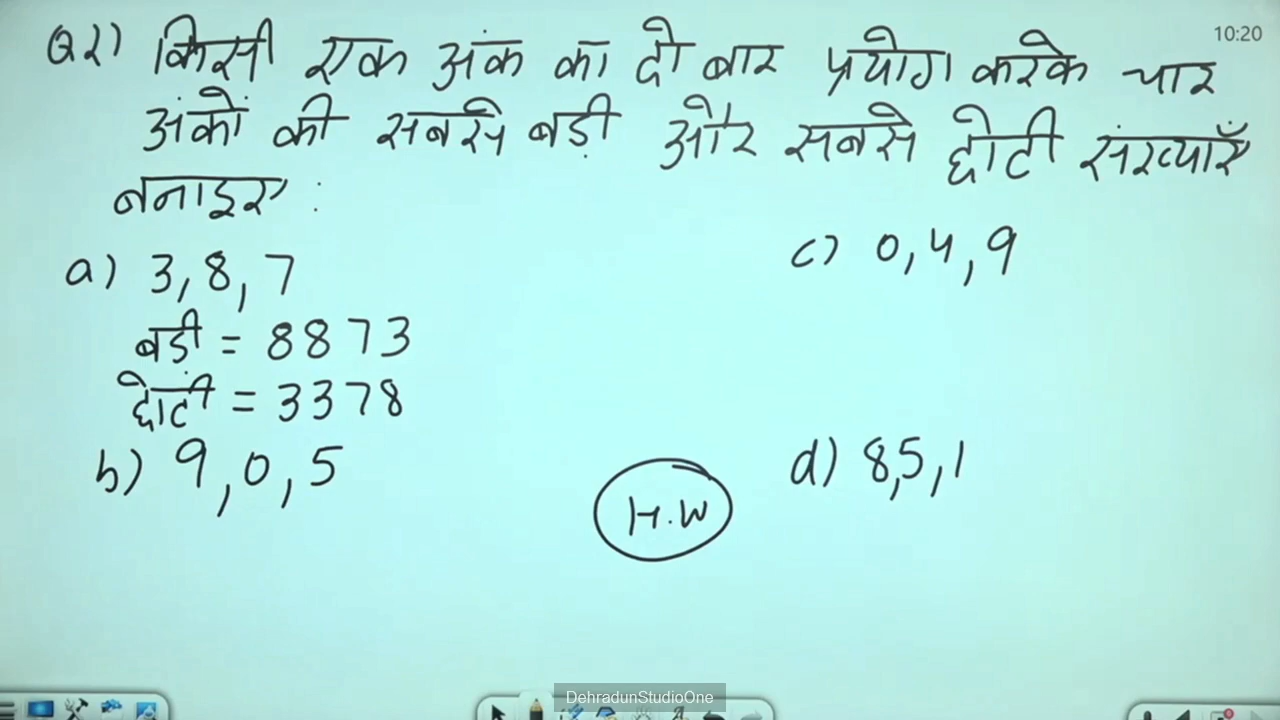 10:20
Q2) किसी एक अंक का दो बार प्रयोग करके चार
अंकों की सबसे बड़ी और सबसे छोटी संख्याएँ
बनाइए :
a) 3, 8, 7
बडी = 8873
छोटी = 3378
b) 9, 0, 5
c) 0, 4, 9
d) 8, 5, 1
H.W
DehradunStudioOne